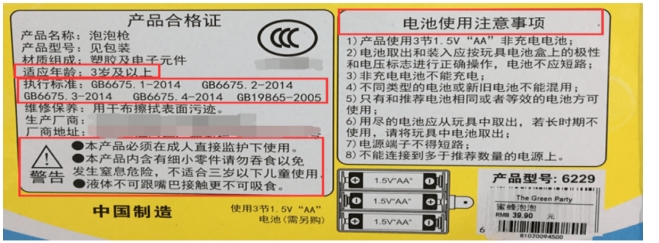 产品合格证
产品名称：泡泡枪
产品型号：见包装
材质组成：塑胶及电子元件
适应年龄：3岁及以上
执行标准：GB6675.1-2014 GB6675.2-2014
GB6675.3-2014 GB6675.4-2014 GB19865-2005
维修保养：用干布擦拭表面污迹。
生产厂商：
厂商地址：
警告
●本产品必须在成人直接监护下使用。
●本产品内含有细小零件请勿吞食以免
发生窒息危险，不适合三岁以下儿童使用.
●液体不可跟嘴巴接触更不可吸食。
中国制造
使用3节1.5V “AA”
电池(需另购)
电池使用注意事项
1)产品使用3节1.5V “AA” 非充电电池；
2)电池取出和装入应按玩具电池盒上的极性
和电压标志进行正确操作，电池不应短路；
3)非充电电池不能充电；
4)不同类型的电池或新旧电池不能混用；
5)只有和推荐电池相同或者等效的电池方可
使用；
6)用尽的电池应从玩具中取出，若长时期不
使用，请将玩具中电池取出；
7)电源端子不得短路；
8)不能连接到多于推荐数量的电源上。
1.5V"AA"
1.5V"AA"
1.5V"AA"
产品型号：6229
The Green Party
蜜蜂泡泡
RMB 39.90 元
81030094500